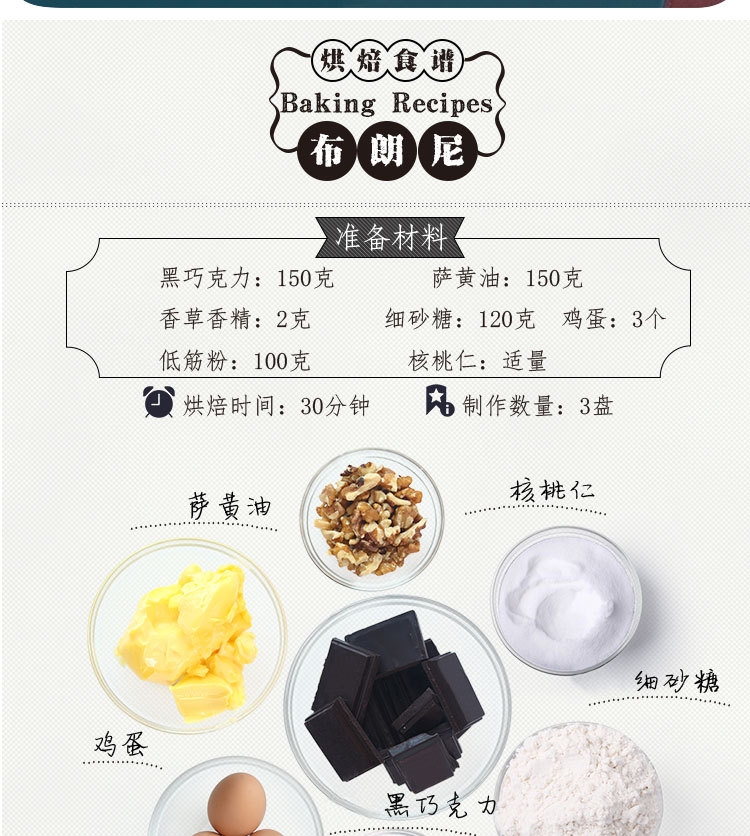 烘焙食谱
Baking Recipes
布朗尼
准备材料
黑巧克力：150克 萨黄油：150克
香草香精：2克 细砂糖：120克 鸡蛋：3个
低筋粉：100克 核桃仁：适量
烘焙时间：30分钟 制作数量：3盘
萨黄油
核桃仁
细砂糖
鸡蛋
黑巧克力